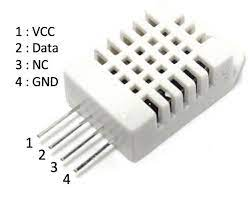 1 : VCC
2 : Data
3 : NC
4 : GND
1
2
3
4